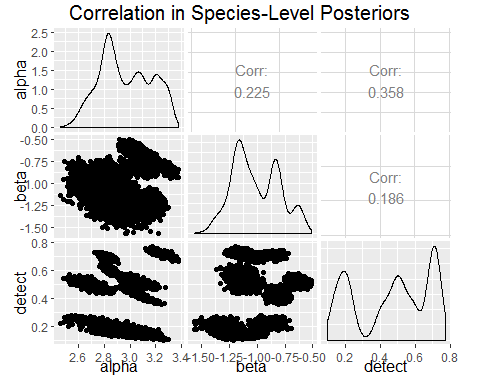 Correlation in Species-Level Posteriors
alpha
2.5
2.0
1.5
1.0
0.5
0.0
Corr:
0.225
Corr:
0.358
beta
-0.50
-0.75
-1.00
-1.25
-1.50
Corr:
0.186
detect
0.8
0.6
0.4
0.2
2.6 2.8 3.0 3.2 3.4
-1.50 -1.25 -1.00 -0.75 -0.50
0.2 0.4 0.6 0.8
alpha beta detect